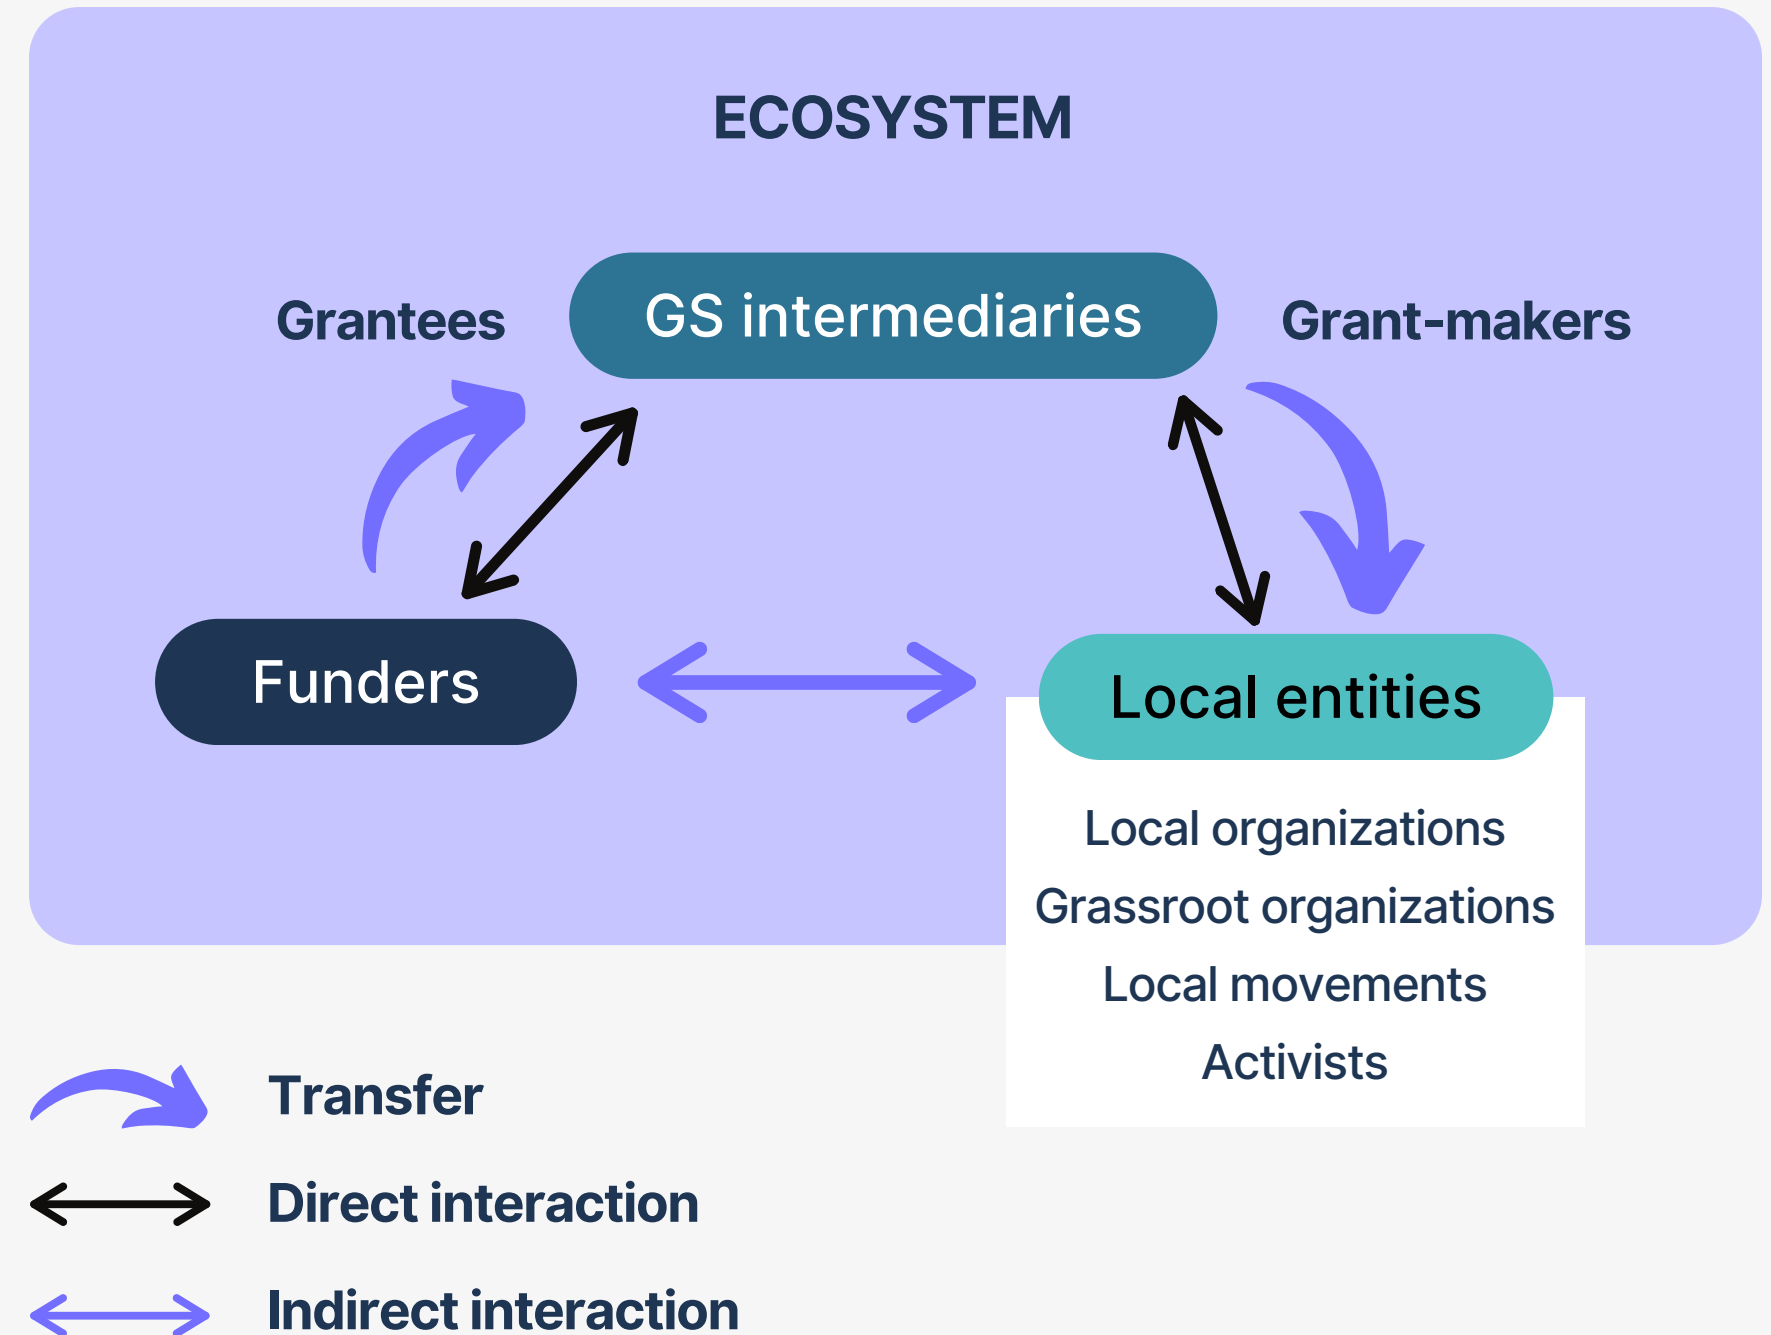 ECOSYSTEM
Grantees
GS intermediaries
Grant-makers
Funders
Local entities
Local organizations
Grassroot organizations
Local movements
Activists
Transfer
Direct interaction
Indirect interaction